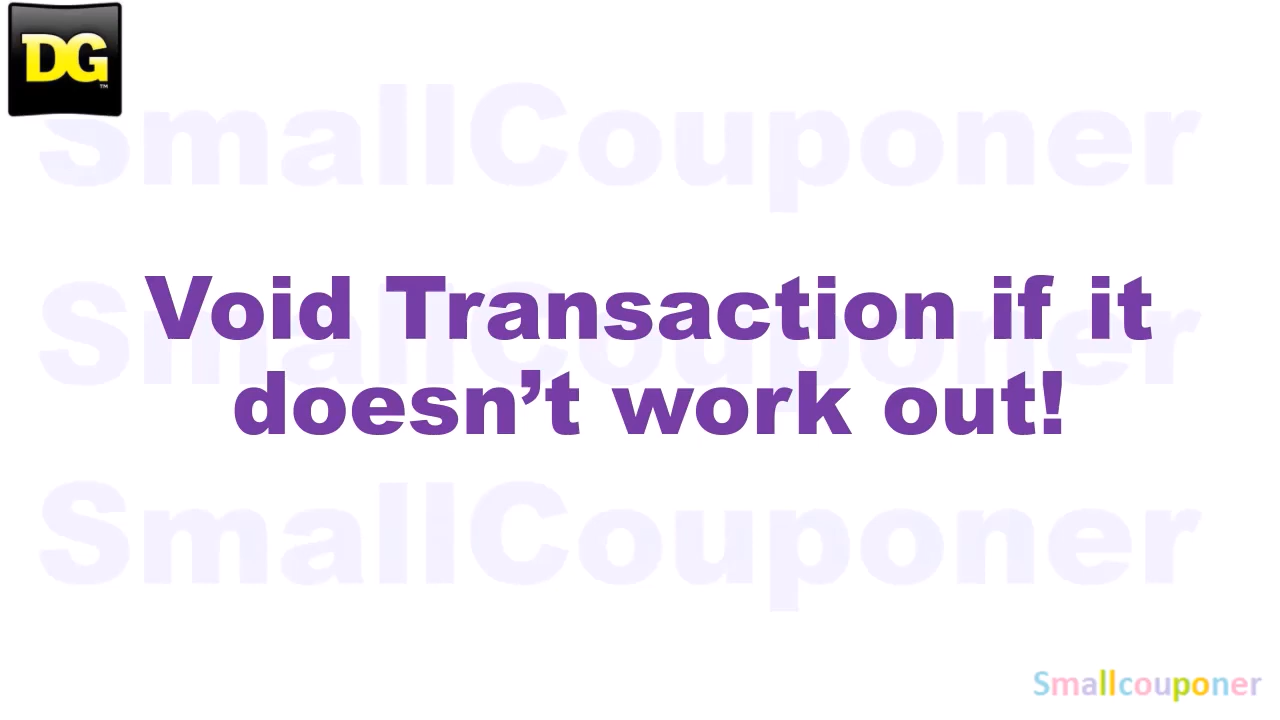 DG
SmallCouponer
Void Transaction if it
SmallCouponer
doesn’t work out!
SmallCouponer
Smallcouponer